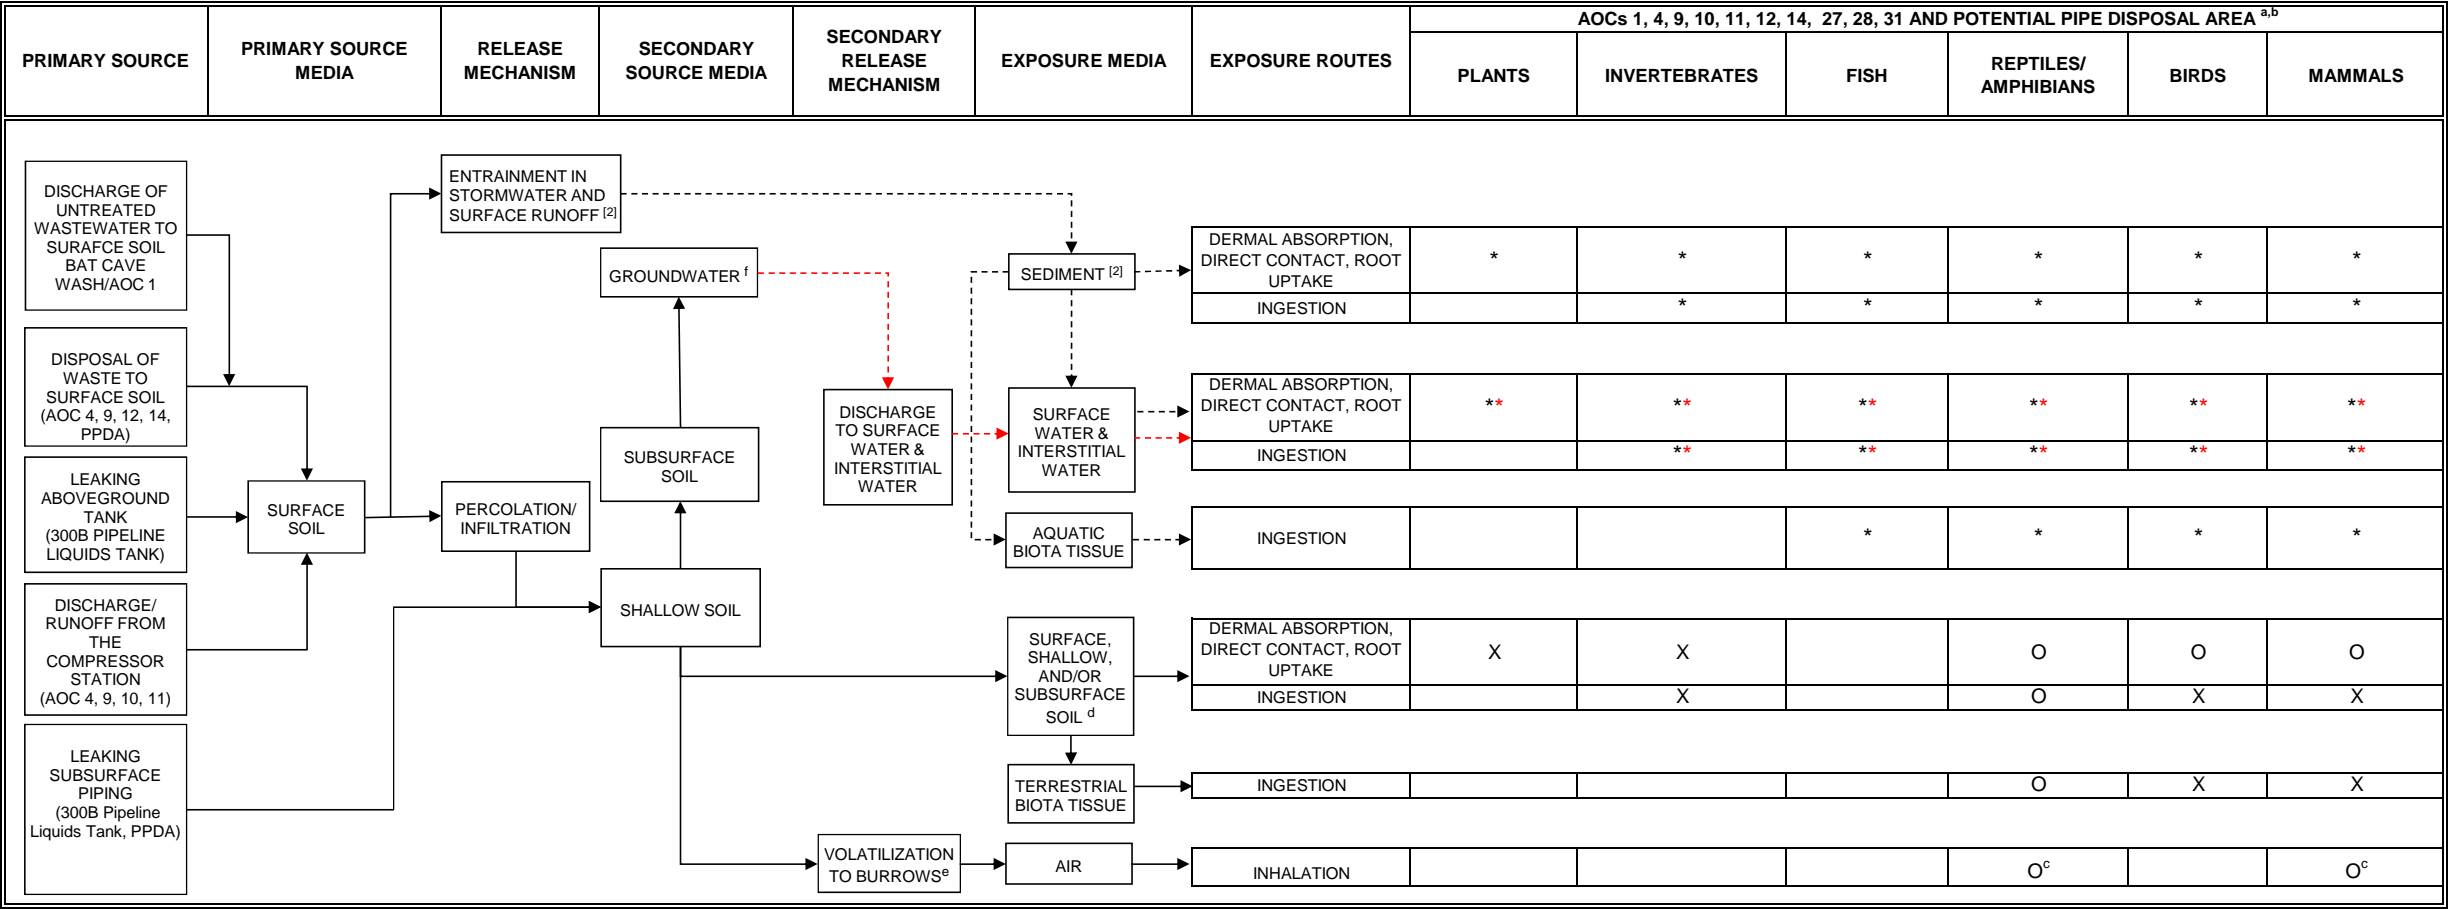 PRIMARY SOURCE
PRIMARY SOURCE
MEDIA
RELEASE
MECHANISM
SECONDARY
SOURCE MEDIA
SECONDARY
RELEASE
MECHANISM
EXPOSURE MEDIA
EXPOSURE ROUTES
AOCs 1, 4, 9, 10, 11, 12, 14, 27, 28, 31 AND POTENTIAL PIPE DISPOSAL AREA a,b
PLANTS
INVERTEBRATES
FISH
REPTILES/
AMPHIBIANS
BIRDS
MAMMALS
DISCHARGE OF
UNTREATED
WASTEWATER TO
SURAFCE SOIL
BAT CAVE
WASH/AOC 1
DISPOSAL OF
WASTE TO
SURFACE SOIL
(AOC 4, 9, 12, 14,
PPDA)
LEAKING
ABOVEGROUND
TANK
(300B PIPELINE
LIQUIDS TANK)
DISCHARGE/
RUNOFF FROM
THE
COMPRESSOR
STATION
(AOC 4, 9, 10, 11)
LEAKING
SUBSURFACE
PIPING
(300B Pipeline
Liquids Tank, PPDA)
SURFACE
SOIL
ENTRAINMENT IN
STORMWATER AND
SURFACE RUNOFF [2]
PERCOLATION/
INFILTRATION
GROUNDWATER f
SUBSURFACE
SOIL
SHALLOW SOIL
DISCHARGE
TO SURFACE
WATER &
INTERSTITIAL
WATER
VOLATILIZATION
TO BURROWSe
SEDIMENT [2]
SURFACE
WATER &
INTERSTITIAL
WATER
AQUATIC
BIOTA TISSUE
SURFACE,
SHALLOW,
AND/OR
SUBSURFACE
SOIL d
TERRESTRIAL
BIOTA TISSUE
AIR
DERMAL ABSORPTION,
DIRECT CONTACT, ROOT
UPTAKE
* * * * * *
INGESTION * * * * *
DERMAL ABSORPTION,
DIRECT CONTACT, ROOT
UPTAKE
** ** ** ** ** **
INGESTION ** ** ** ** **
INGESTION * * * *
DERMAL ABSORPTION,
DIRECT CONTACT, ROOT
UPTAKE
X X O O O
INGESTION X O X X
INGESTION O X X
INHALATION Oc Oc